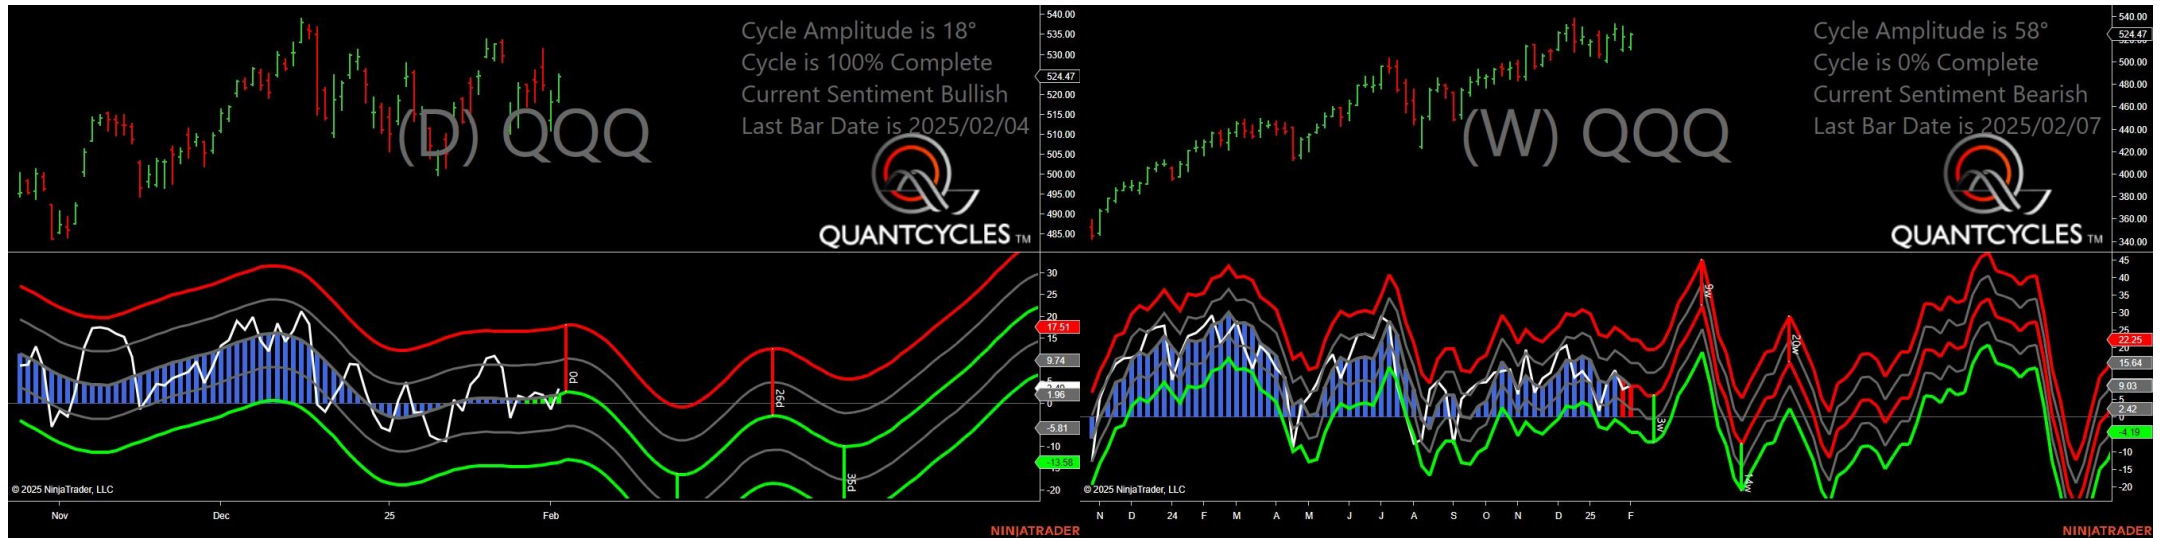 Cycle Amplitude is 18°
Cycle is 100% Complete
Current Sentiment Bullish
Last Bar Date is 2025/02/04
(D) QQQ
QUANTCYCLES TM
540.00
535.00
530.00
524.47
520.00
515.00
510.00
505.00
500.00
495.00
490.00
485.00
30
25
20
17.51
15
9.74
1.96
0
-5.81
-10
-13.58
-20
0d
26d
35d
© 2025 NinjaTrader, LLC
Nov Dec 25 Feb
NINJATRADER
Cycle Amplitude is 58°
Cycle is 0% Complete
Current Sentiment Bearish
Last Bar Date is 2025/02/07
(W) QQQ
QUANTCYCLES TM
540.00
524.47
500.00
480.00
460.00
440.00
420.00
400.00
380.00
360.00
340.00
45
40
35
30
25
22.25
20
15.64
9.03
5
2.42
-4.19
-10
-15
-20
9w
20w
3w
14w
© 2025 NinjaTrader, LLC
N D 24 F M A M J J A S O N D 25 F
NINJATRADER